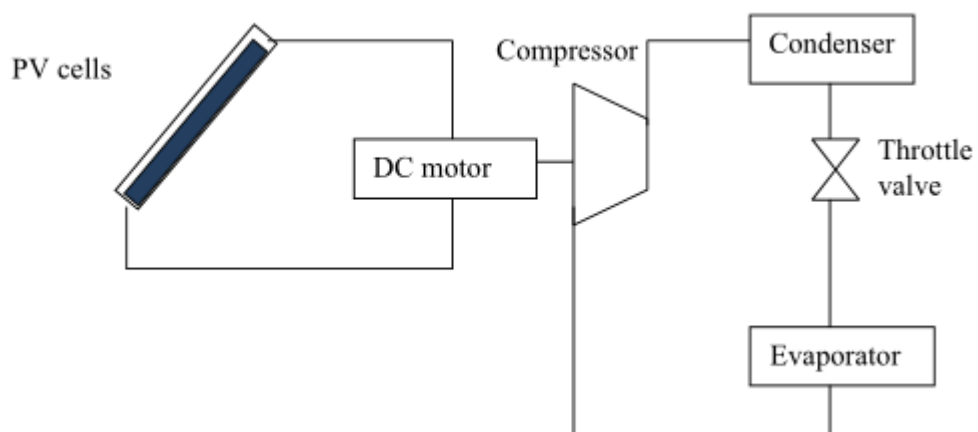 PV cells
Compressor
Condenser
DC motor
Throttle
valve
Evaporator